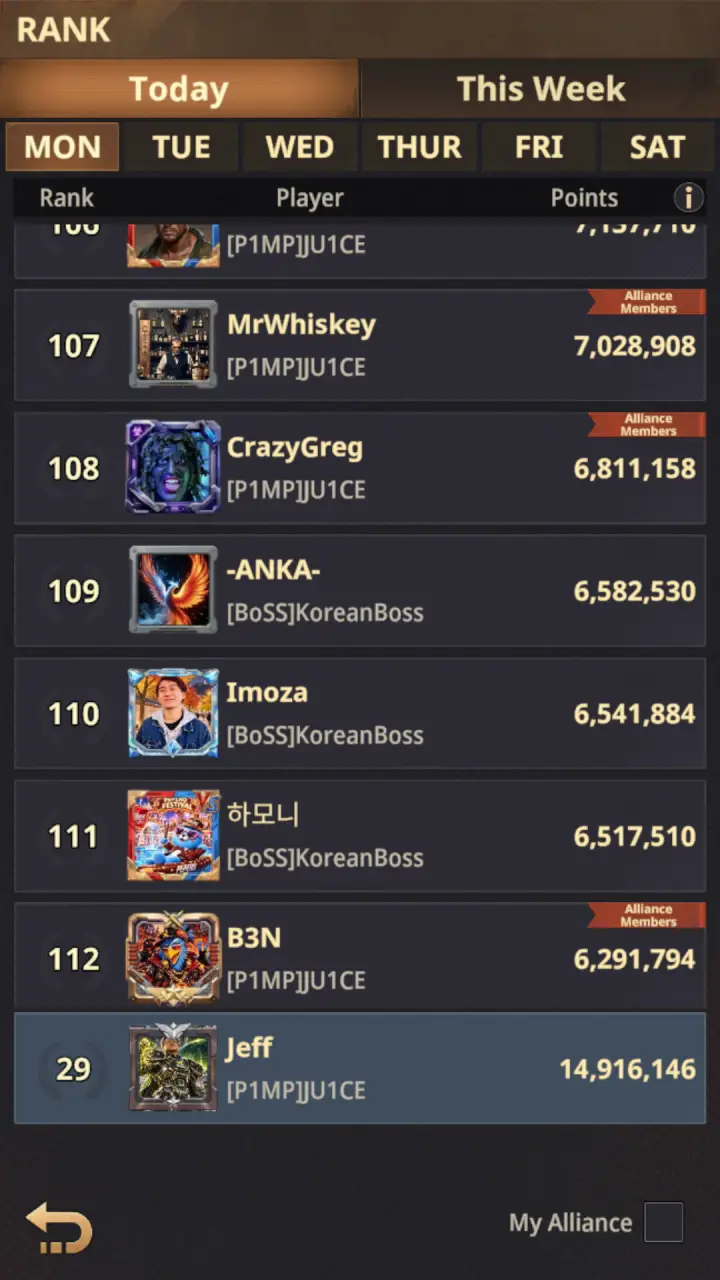 RANK
Today
This Week
MON
TUE
WED
THUR
FRI
SAT
Rank
Player
Points
[P1MP]JU1CE
Alliance
Members
107
MrWhiskey
7,028,908
[P1MP]JU1CE
Alliance
Members
108
CrazyGreg
6,811,158
[P1MP]JU1CE
109
-ANKA-
6,582,530
[BoSS]KoreanBoss
110
Imoza
6,541,884
[BoSS]KoreanBoss
111
하모니
6,517,510
[BoSS]KoreanBoss
Alliance
Members
112
B3N
6,291,794
[P1MP]JU1CE
29
Jeff
14,916,146
[P1MP]JU1CE
My Alliance